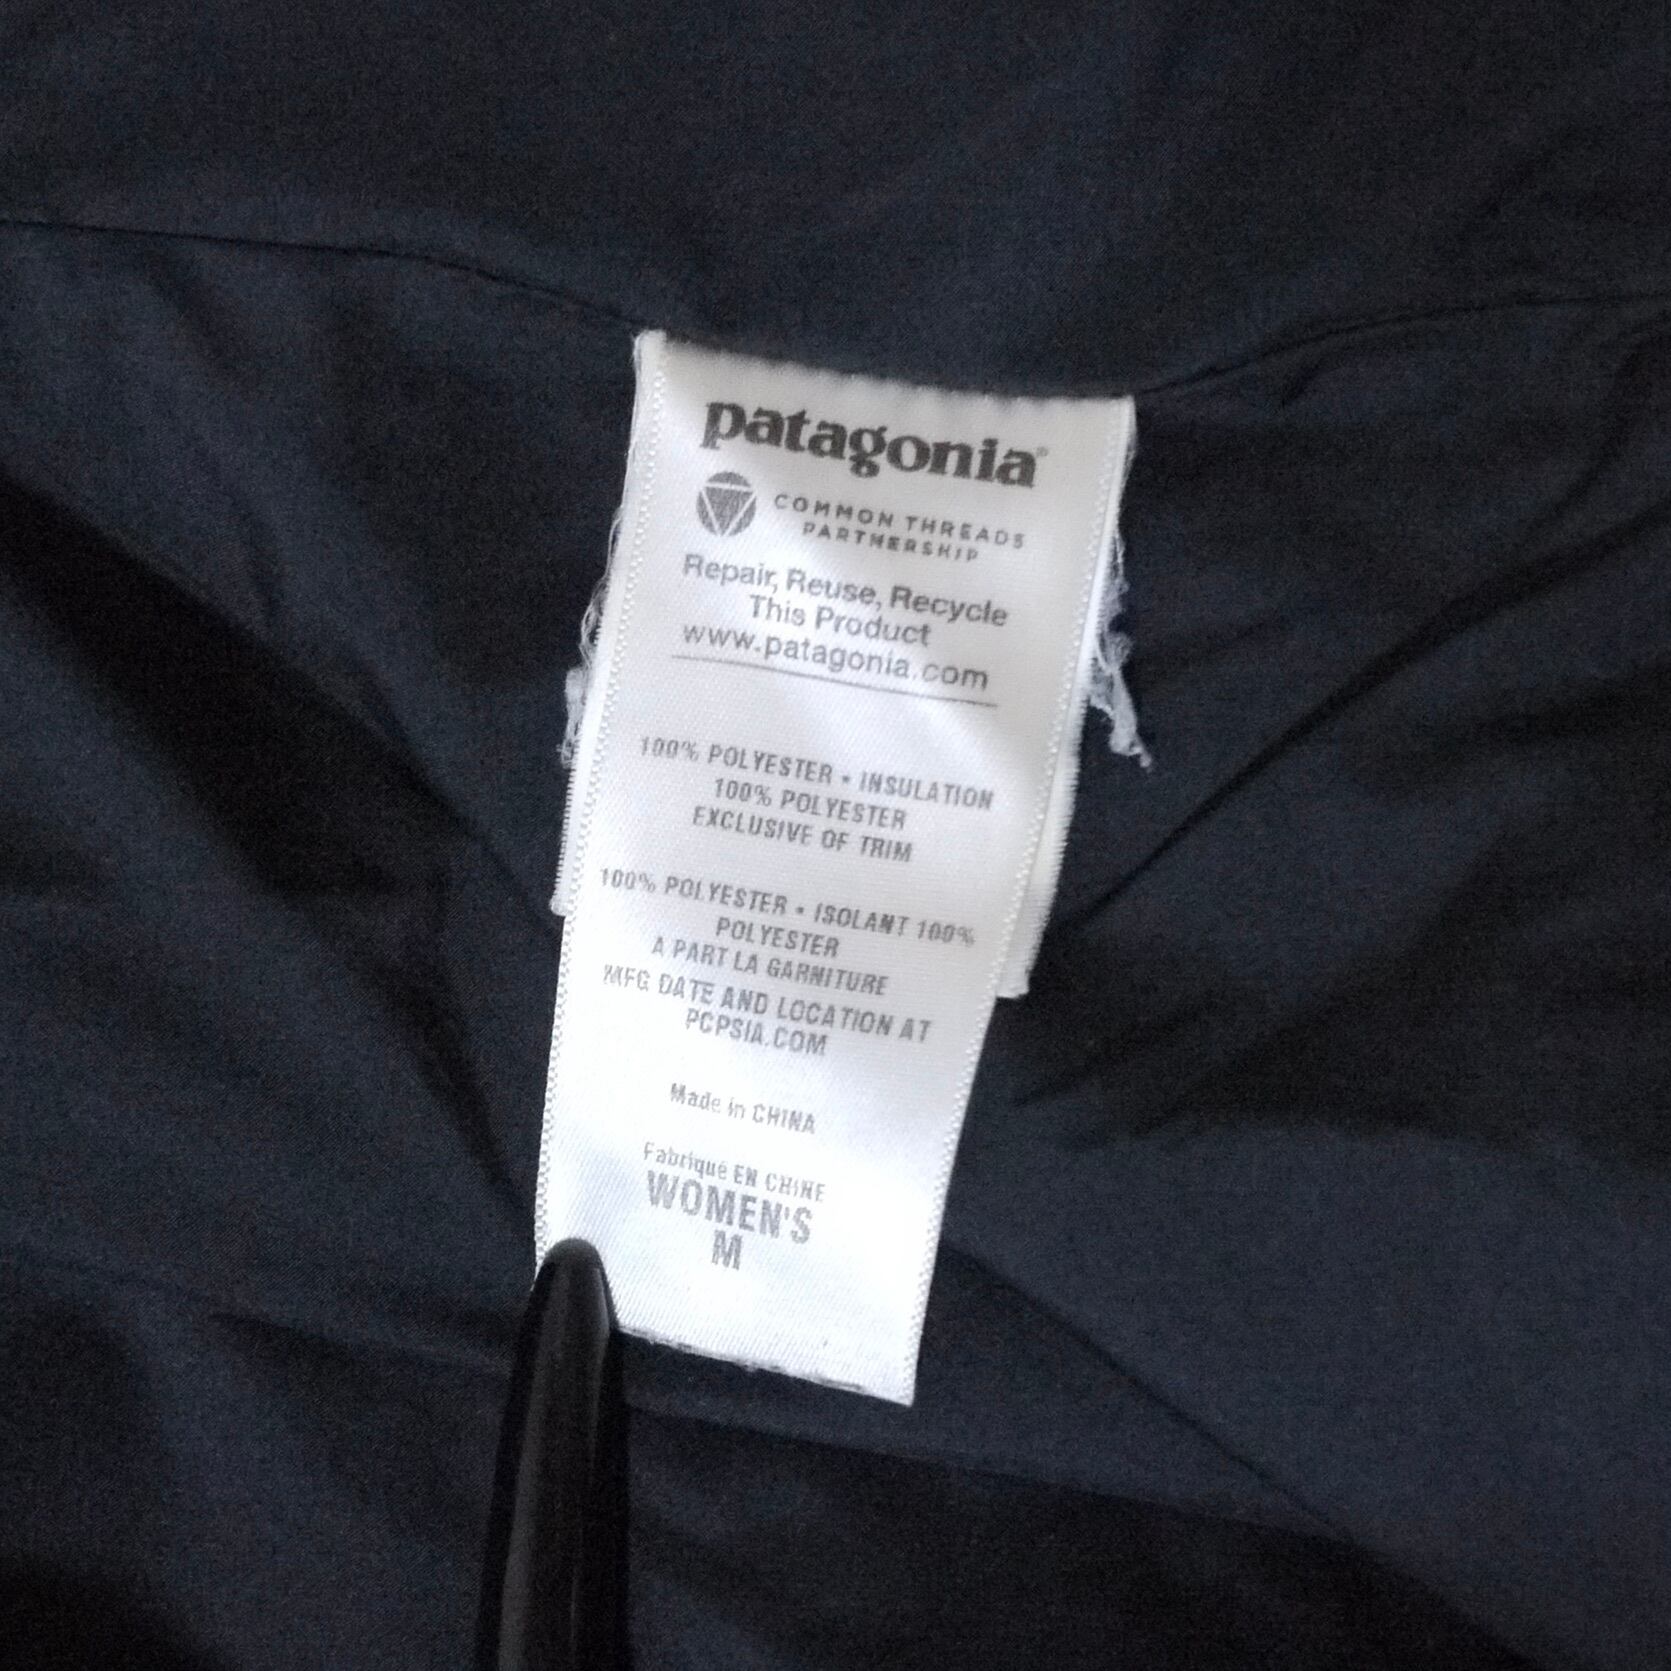 patagonia®
COMMON THREADS
PARTNERSHIP
Repair, Reuse, Recycle
This Product
www.patagonia.com
100% POLYESTER • INSULATION
100% POLYESTER
EXCLUSIVE OF TRIM
100% POLYESTER • ISOLANT 100%
POLYESTER
A PART LA GARNITURE
MFG DATE AND LOCATION AT
PCPSIA.COM
Made in CHINA
Fabriqué EN CHINE
WOMEN'S
M